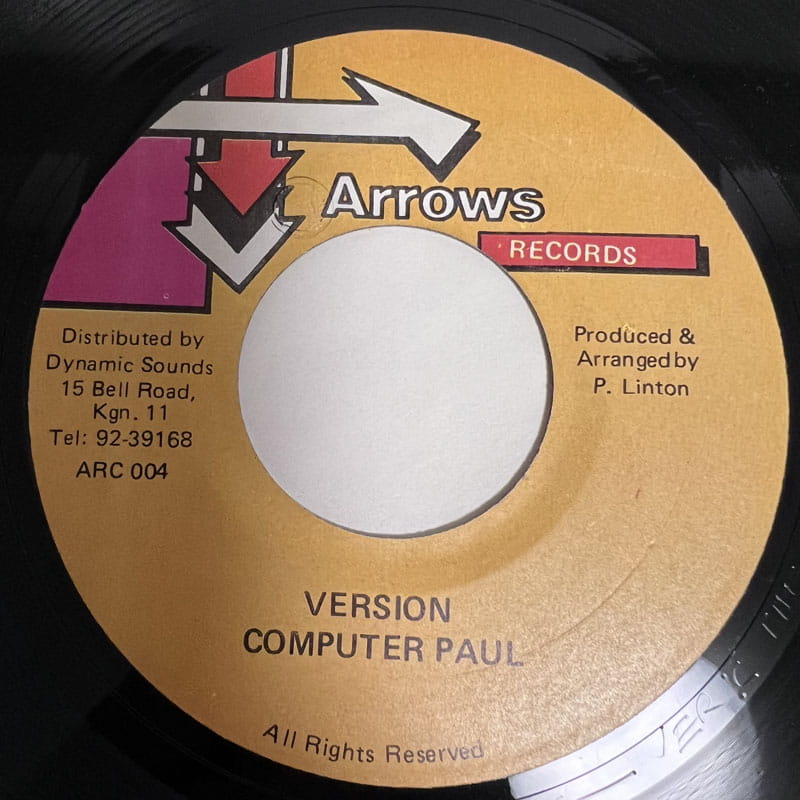 Arrows
RECORDS
Distributed by
Dynamic Sounds
15 Bell Road,
Kgn. 11
Tel: 92-39168
ARC 004
Produced &
Arranged by
P. Linton
VERSION
COMPUTER PAUL
All Rights Reserved